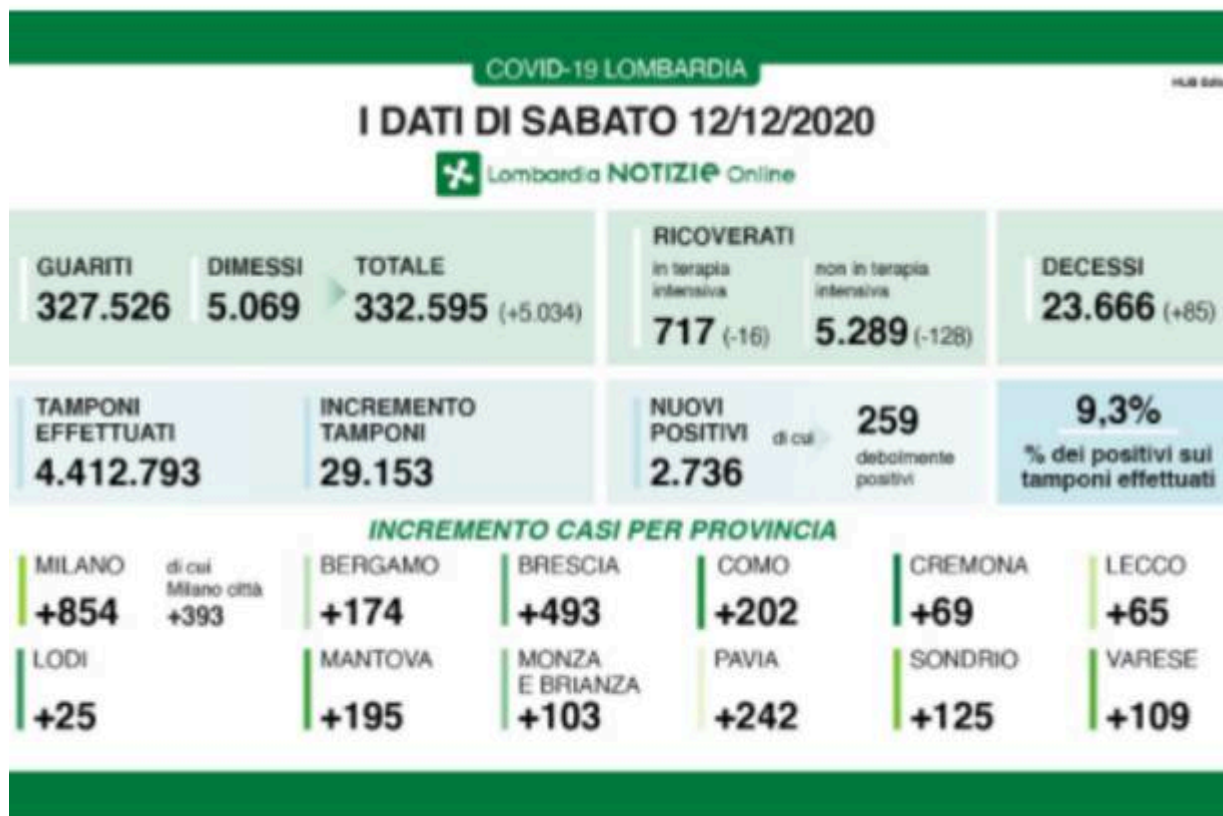 COVID-19 LOMBARDIA
I DATI DI SABATO 12/12/2020
Lombardia NOTIZIE Online
GUARITI
327.526
DIMESSI
5.069
TOTALE
332.595 (+5.034)
RICOVERATI
in terapia
intensiva
717 (-16)
non in terapia
intensiva
5.289 (-128)
DECESSI
23.666 (+85)
TAMPONI
EFFETTUATI
4.412.793
INCREMENTO
TAMPONI
29.153
NUOVI
POSITIVI
2.736
di cui
259
debolmente
positivi
9,3%
% dei positivi sui
tamponi effettuati
INCREMENTO CASI PER PROVINCIA
MILANO
+854
di cui
Milano città
+393
BERGAMO
+174
BRESCIA
+493
COMO
+202
CREMONA
+69
LECCO
+65
LODI
+25
MANTOVA
+195
MONZA
E BRIANZA
+103
PAVIA
+242
SONDRIO
+125
VARESE
+109